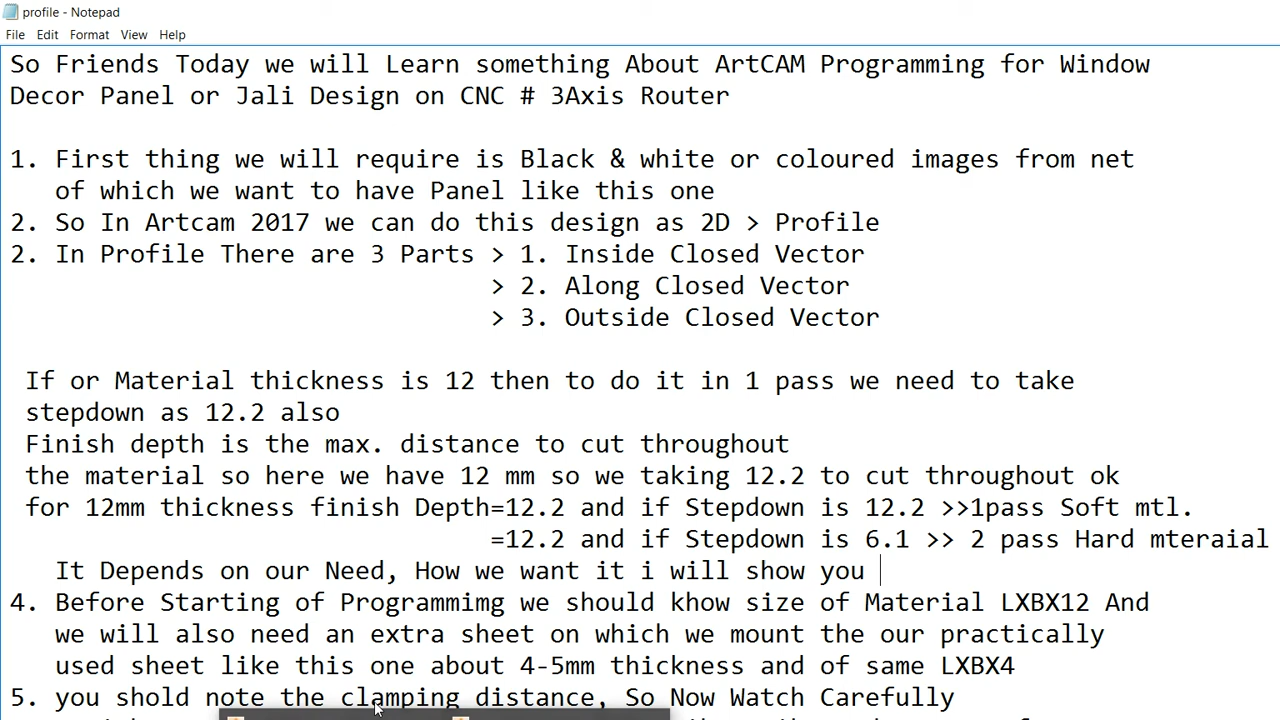 profile - Notepad
File Edit Format View Help
So Friends Today we will Learn something About ArtCAM Programming for Window
Decor Panel or Jali Design on CNC # 3Axis Router
1. First thing we will require is Black & white or coloured images from net
of which we want to have Panel like this one
2. So In Artcam 2017 we can do this design as 2D > Profile
2. In Profile There are 3 Parts > 1. Inside Closed Vector
> 2. Along Closed Vector
> 3. Outside Closed Vector
If or Material thickness is 12 then to do it in 1 pass we need to take
stepdown as 12.2 also
Finish depth is the max. distance to cut throughout
the material so here we have 12 mm so we taking 12.2 to cut throughout ok
for 12mm thickness finish Depth=12.2 and if Stepdown is 12.2 >>1pass Soft mtl.
=12.2 and if Stepdown is 6.1 >> 2 pass Hard mteraial
It Depends on our Need, How we want it i will show you
4. Before Starting of Programmimg we should khow size of Material LXBX12 And
we will also need an extra sheet on which we mount the our practically
used sheet like this one about 4-5mm thickness and of same LXBX4
5. you shold note the clamping distance, So Now Watch Carefully